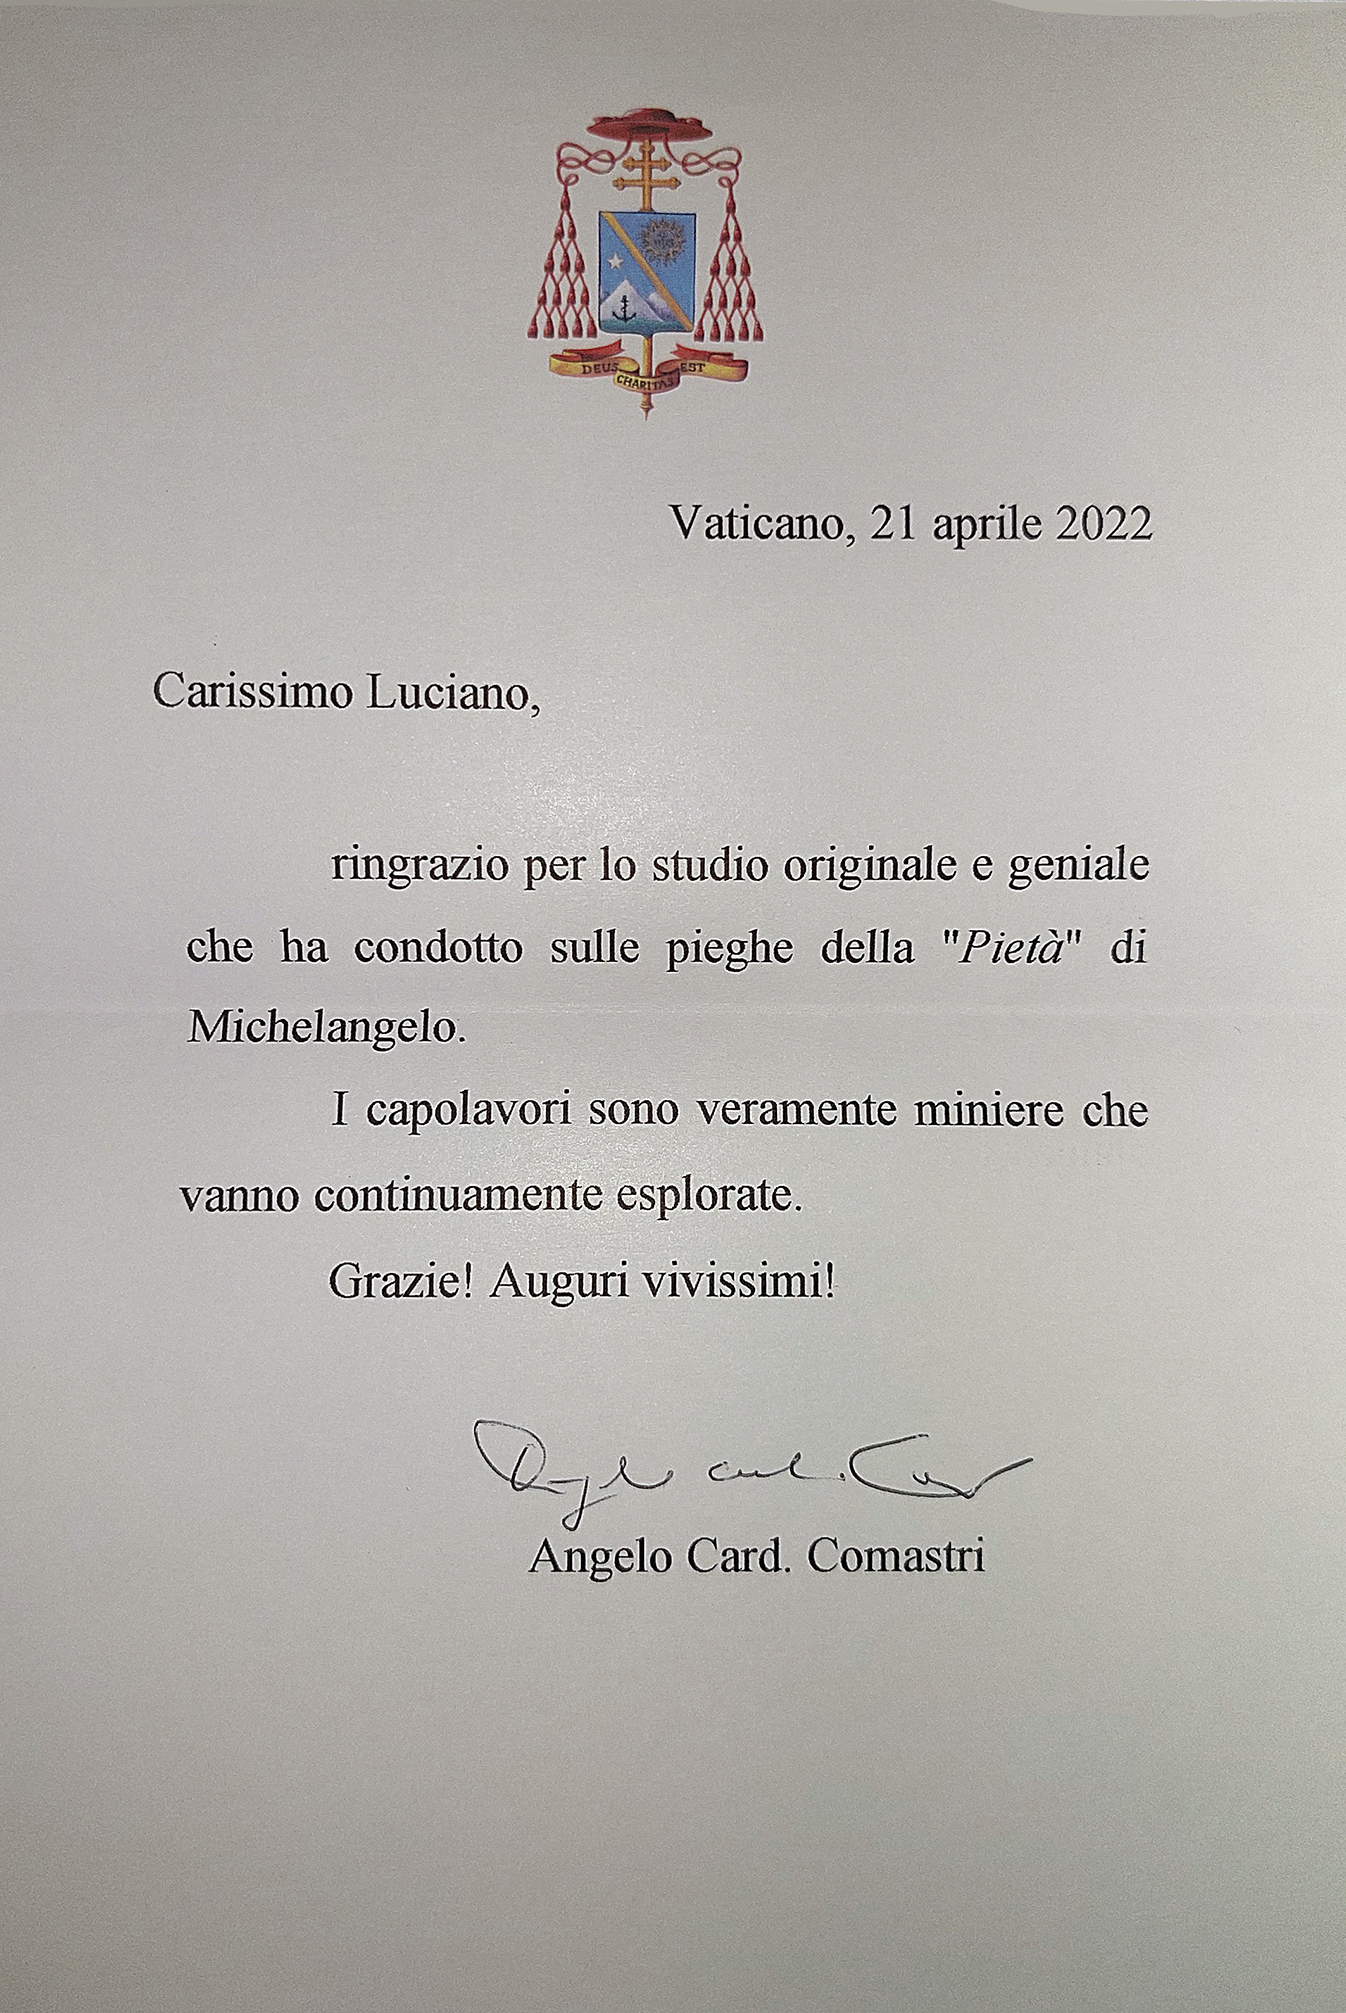 DEUS CHARITAS EST
Vaticano, 21 aprile 2022
Carissimo Luciano,
ringrazio per lo studio originale e geniale
che ha condotto sulle pieghe della "Pietà" di
Michelangelo.
I capolavori sono veramente miniere che
vanno continuamente esplorate.
Grazie! Auguri vivissimi!
Angelo Card. Comastri